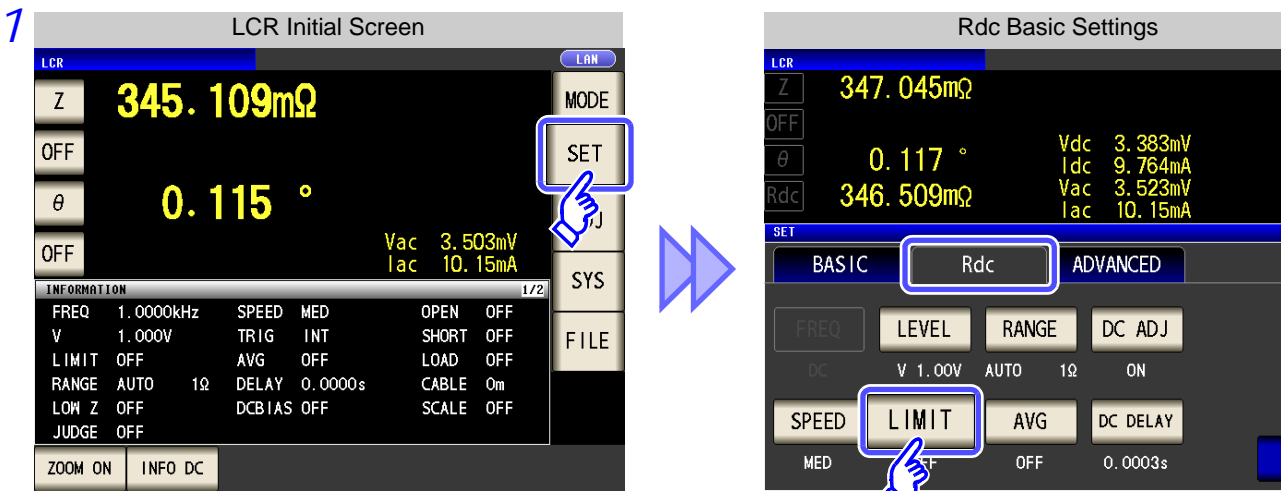 1
LCR Initial Screen
LCR
LAN
Z 345.109mΩ
MODE
OFF
SET
θ 0.115 °
OFF
Vac 3.503mV
Iac 10.15mA
SYS
FILE
INFORMATION 1/2
FREQ 1.0000kHz SPEED MED OPEN OFF
V 1.000V TRIG INT SHORT OFF
LIMIT OFF AVG OFF LOAD OFF
RANGE AUTO 1Ω DELAY 0.0000s CABLE 0m
LOW Z OFF DCBIAS OFF SCALE OFF
JUDGE OFF
ZOOM ON INFO DC
Rdc Basic Settings
LCR
Z 347.045mΩ
OFF
θ 0.117 °
Rdc 346.509mΩ
Vdc 3.383mV
Idc 9.764mA
Vac 3.523mV
Iac 10.15mA
SET
BASIC Rdc ADVANCED
FREQ LEVEL RANGE DC ADJ
DC V 1.00V AUTO 1Ω ON
SPEED LIMIT AVG DC DELAY
MED OFF 0.0003s